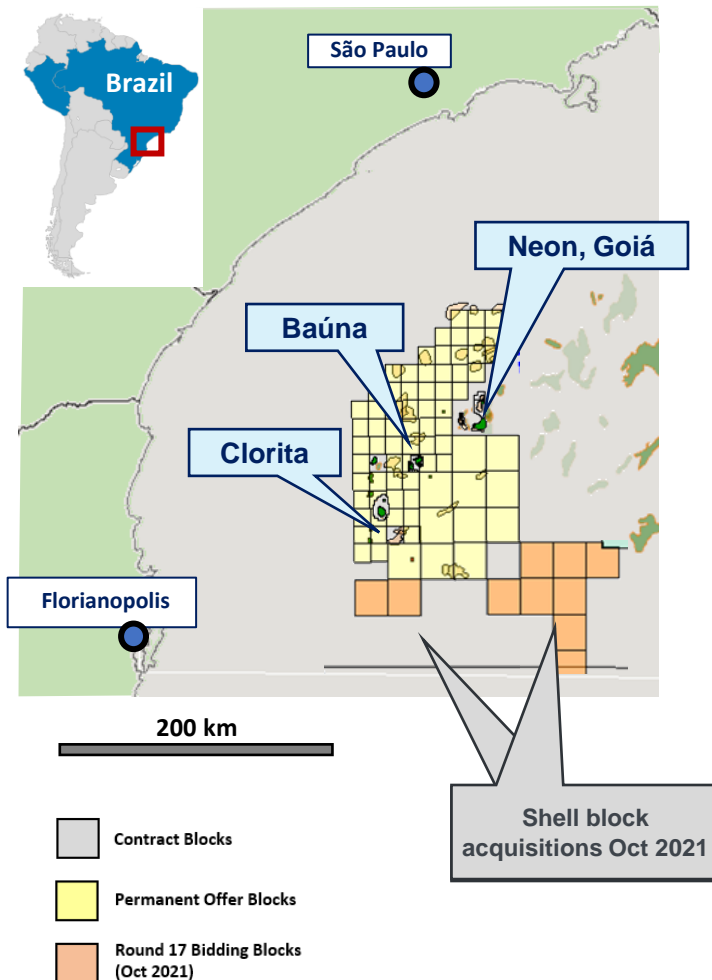 São Paulo
Brazil
Neon, Goiá
Baúna
Clorita
Florianopolis
200 km
Shell block
acquisitions Oct 2021
Contract Blocks
Permanent Offer Blocks
Round 17 Bidding Blocks
(Oct 2021)